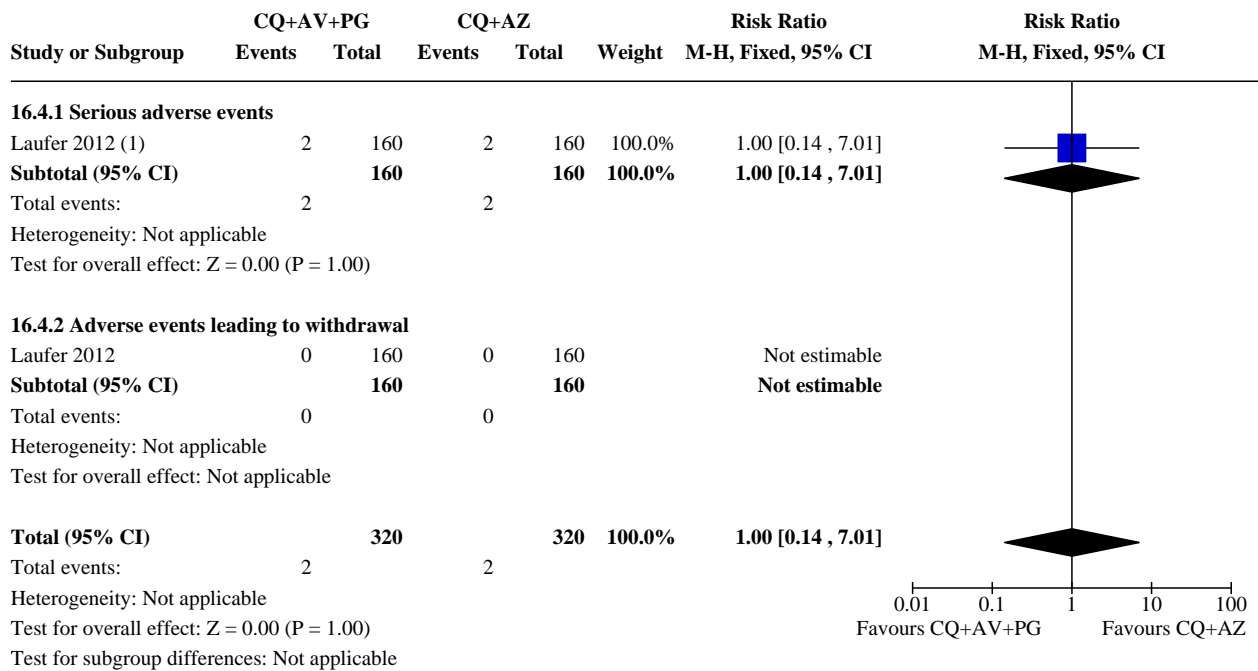 CQ+AV+PG CQ+AZ Risk Ratio Risk Ratio
Study or Subgroup Events Total Events Total Weight M-H, Fixed, 95% CI M-H, Fixed, 95% CI
16.4.1 Serious adverse events
Laufer 2012 (1) 2 160 2 160 100.0% 1.00 [0.14 , 7.01]
Subtotal (95% CI) 160 160 100.0% 1.00 [0.14 , 7.01]
Total events: 2 2
Heterogeneity: Not applicable
Test for overall effect: Z = 0.00 (P = 1.00)
16.4.2 Adverse events leading to withdrawal
Laufer 2012 0 160 0 160 Not estimable
Subtotal (95% CI) 160 160 Not estimable
Total events: 0 0
Heterogeneity: Not applicable
Test for overall effect: Not applicable
Total (95% CI) 320 320 100.0% 1.00 [0.14 , 7.01]
Total events: 2 2
Heterogeneity: Not applicable 0.01 0.1 1 10 100
Test for overall effect: Z = 0.00 (P = 1.00) Favours CQ+AV+PG Favours CQ+AZ
Test for subgroup differences: Not applicable